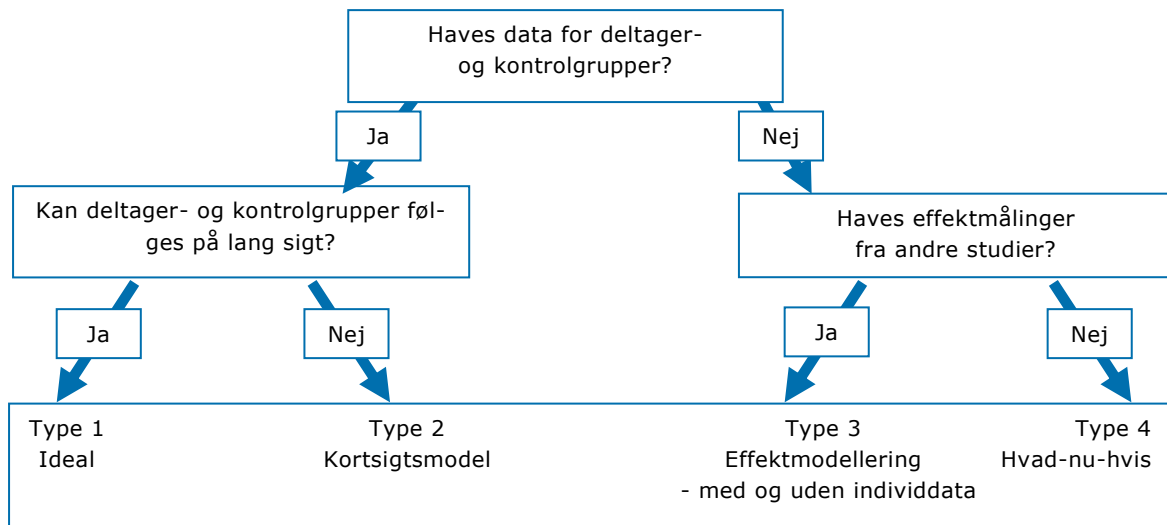 Haves data for deltager-
og kontrolgrupper?
Ja
Nej
Kan deltager- og kontrolgrupper føl-
ges på lang sigt?
Haves effektmålinger
fra andre studier?
Ja
Nej
Ja
Nej
Type 1
Ideal
Type 2
Kortsigtsmodel
Type 3
Effektmodellering
- med og uden individdata
Type 4
Hvad-nu-hvis